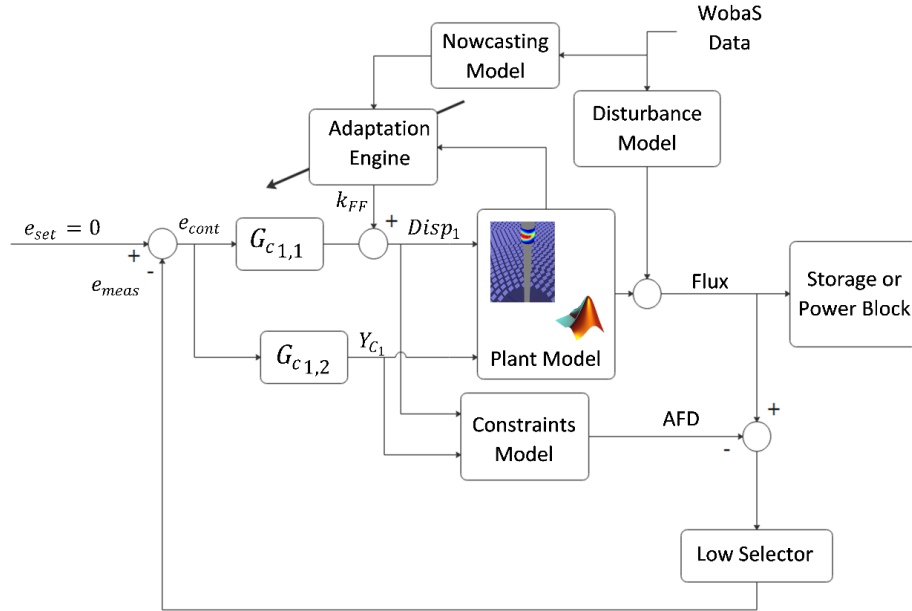 WobaS
Data
Nowcasting
Model
Disturbance
Model
Adaptation
Engine
k_FF
e_set = 0
e_cont
G_c1,1
+
Disp_1
+
-
e_meas
Flux
Storage or
Power Block
G_c1,2
Y_C1
Plant Model
Constraints
Model
AFD
+
-
Low Selector